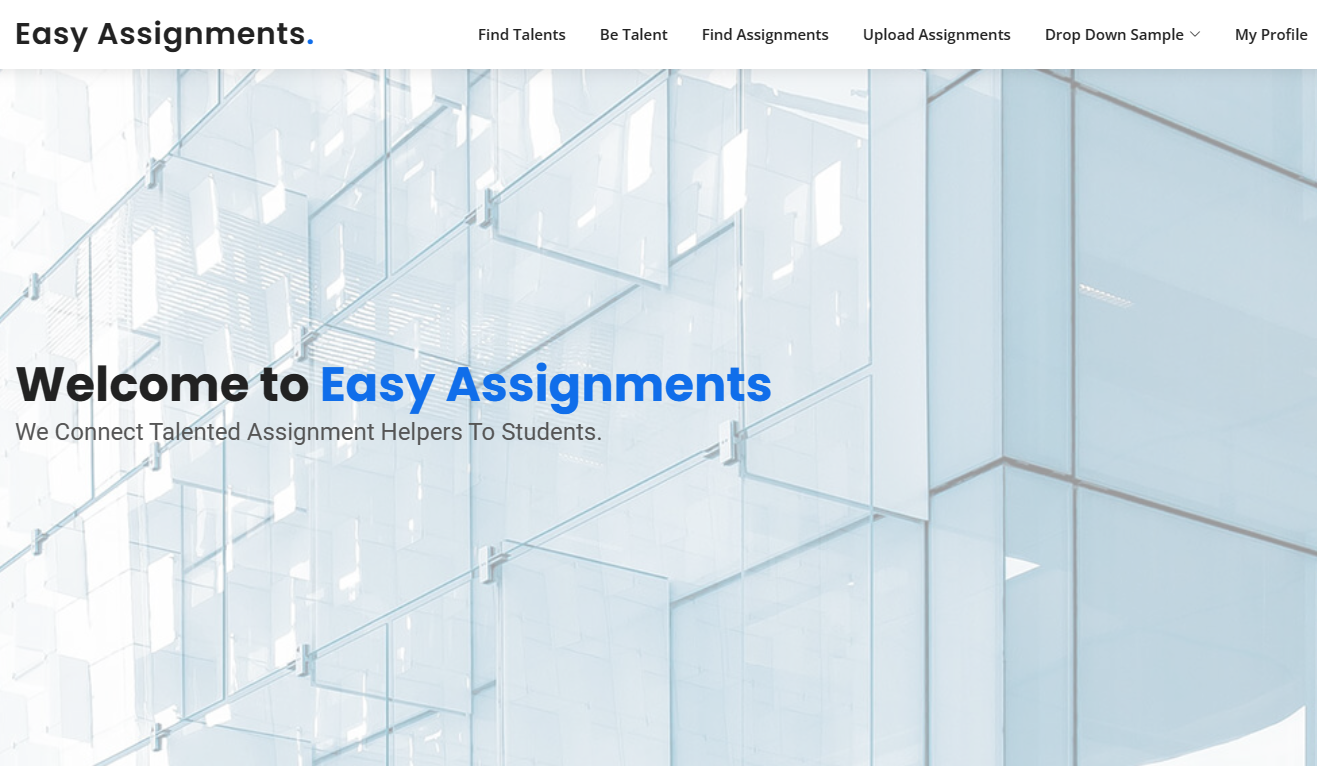 Easy Assignments.
Find Talents
Be Talent
Find Assignments
Upload Assignments
Drop Down Sample
My Profile
Welcome to Easy Assignments
We Connect Talented Assignment Helpers To Students.